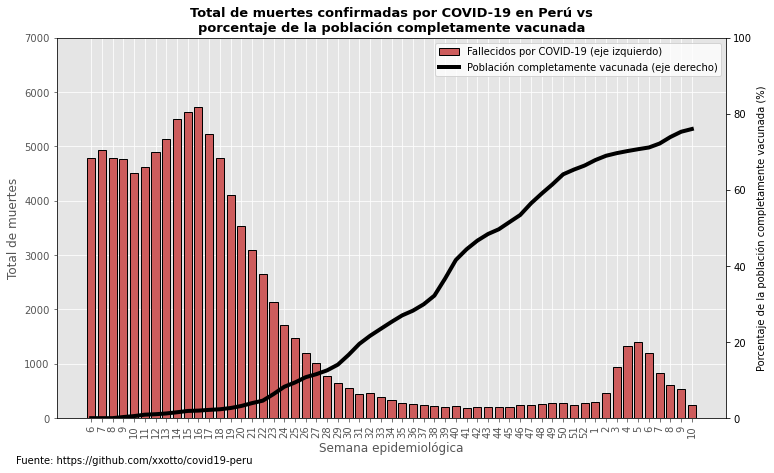 Total de muertes confirmadas por COVID-19 en Perú vs
porcentaje de la población completamente vacunada
Fallecidos por COVID-19 (eje izquierdo)
Población completamente vacunada (eje derecho)
Total de muertes
7000
6000
5000
4000
3000
2000
1000
0
100
80
60
40
20
0
Porcentaje de la población completamente vacunada (%)
6 7 8 9 10 11 12 13 14 15 16 17 18 19 20 21 22 23 24 25 26 27 28 29 30 31 32 33 34 35 36 37 38 39 40 41 42 43 44 45 46 47 48 49 50 51 52 1 2 3 4 5 6 7 8 9 10
Semana epidemiológica
Fuente: https://github.com/xxotto/covid19-peru